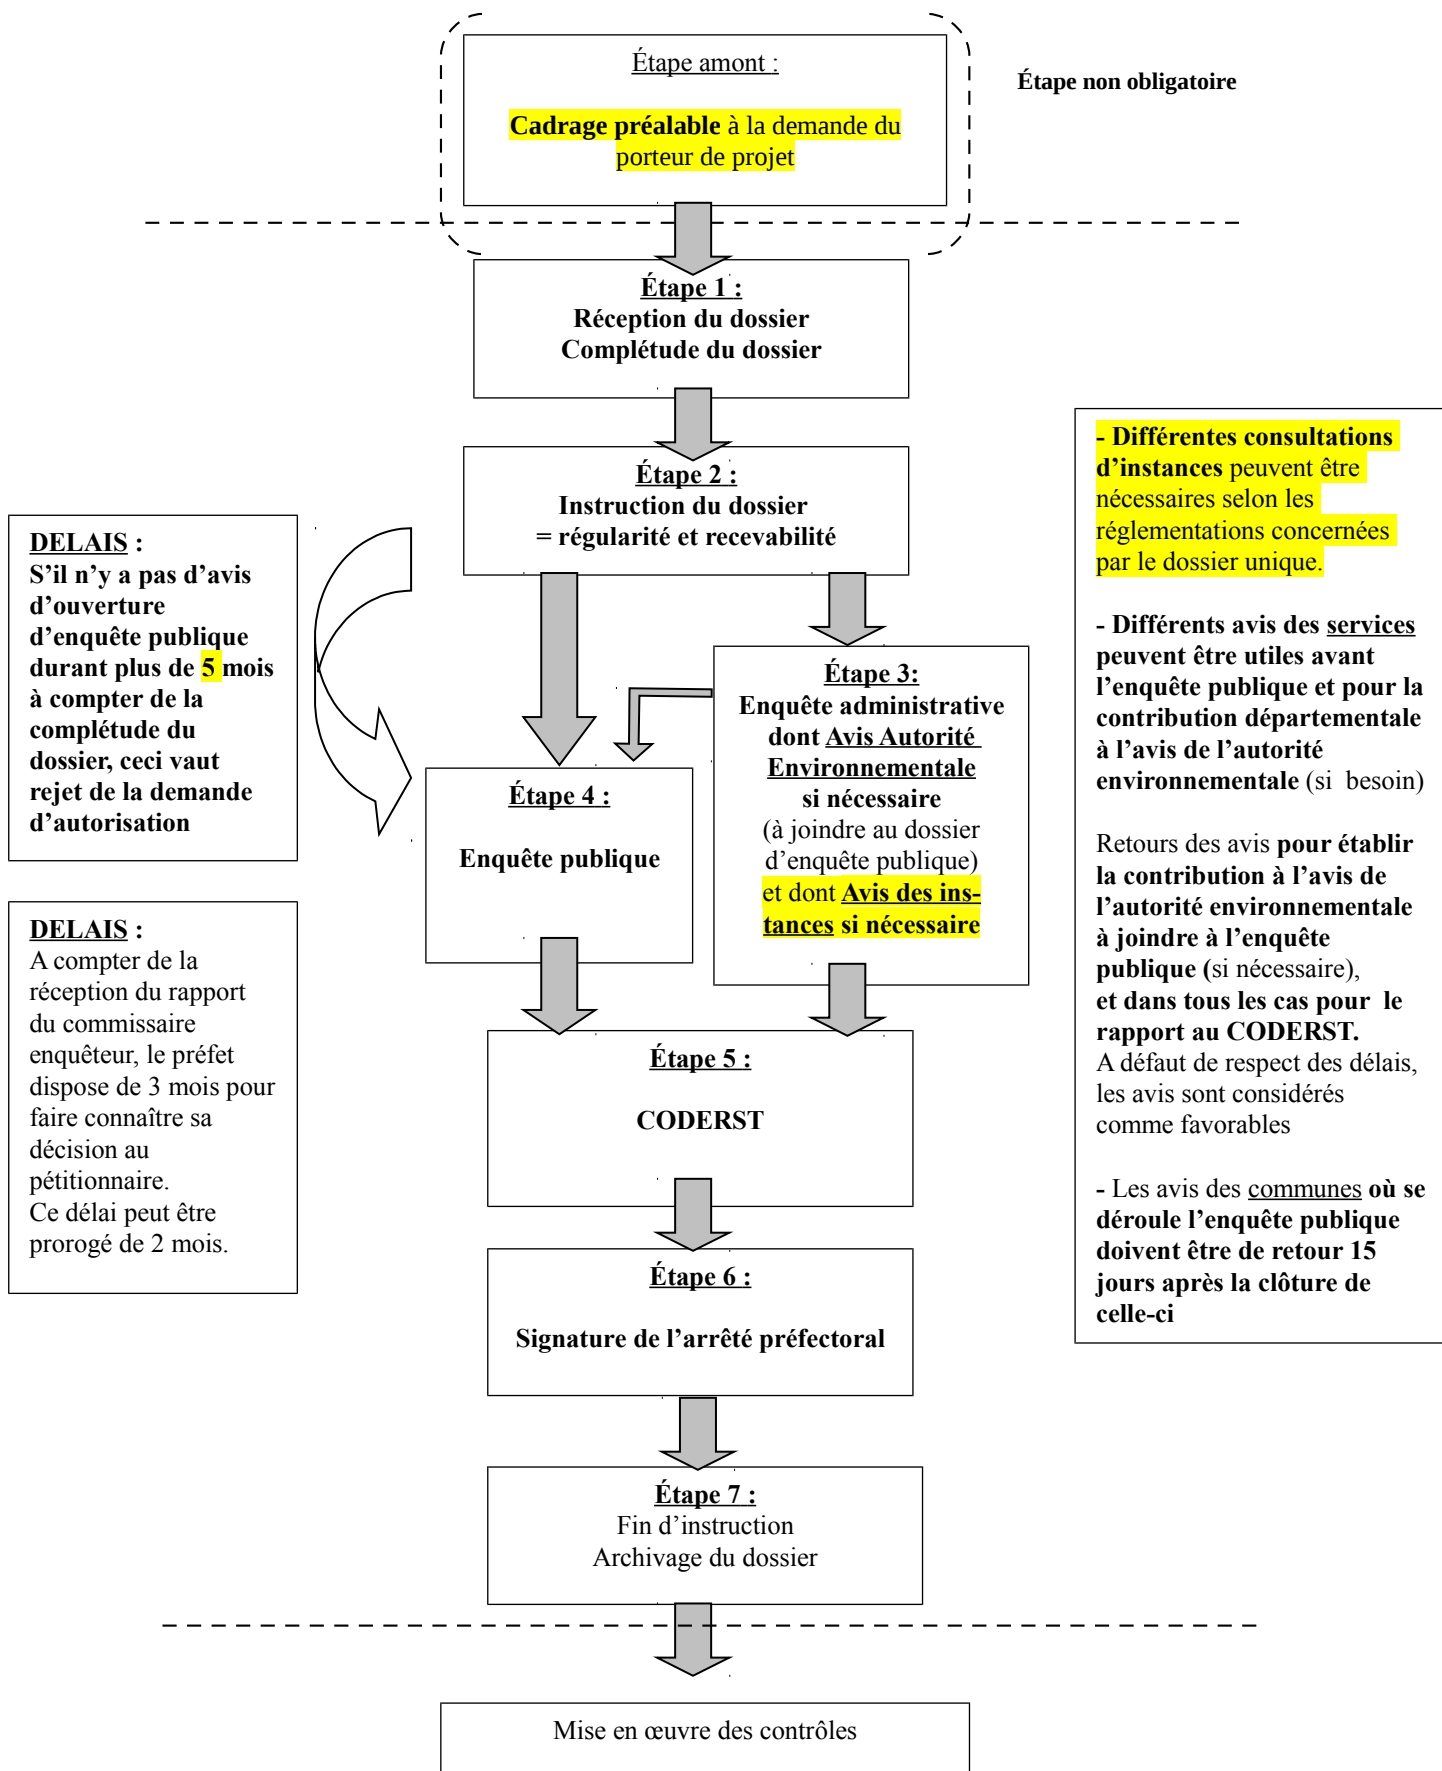 Étape amont :
Cadrage préalable à la demande du
porteur de projet
Étape non obligatoire
Étape 1 :
Réception du dossier
Complétude du dossier
Étape 2 :
Instruction du dossier
= régularité et recevabilité
DELAIS :
S’il n’y a pas d’avis
d’ouverture
d’enquête publique
durant plus de 5 mois
à compter de la
complétude du
dossier, ceci vaut
rejet de la demande
d’autorisation
Étape 3:
Enquête administrative
dont Avis Autorité
Environnementale
si nécessaire
(à joindre au dossier
d’enquête publique)
et dont Avis des ins-
tances si nécessaire
Étape 4 :
Enquête publique
- Différentes consultations
d’instances peuvent être
nécessaires selon les
réglementations concernées
par le dossier unique.
- Différents avis des services
peuvent être utiles avant
l’enquête publique et pour la
contribution départementale
à l’avis de l’autorité
environnementale (si besoin)
Retours des avis pour établir
la contribution à l’avis de
l’autorité environnementale
à joindre à l’enquête
publique (si nécessaire),
et dans tous les cas pour le
rapport au CODERST.
A défaut de respect des délais,
les avis sont considérés
comme favorables
- Les avis des communes où se
déroule l’enquête publique
doivent être de retour 15
jours après la clôture de
celle-ci
DELAIS :
A compter de la
réception du rapport
du commissaire
enquêteur, le préfet
dispose de 3 mois pour
faire connaître sa
décision au
pétitionnaire.
Ce délai peut être
prorogé de 2 mois.
Étape 5 :
CODERST
Étape 6 :
Signature de l’arrêté préfectoral
Étape 7 :
Fin d’instruction
Archivage du dossier
Mise en œuvre des contrôles